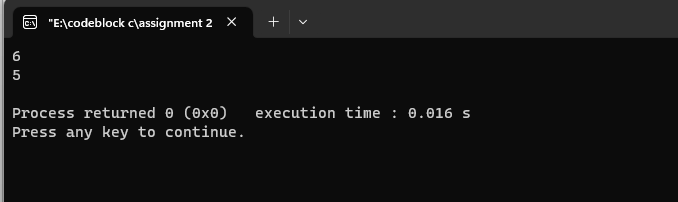 "E:\codeblock c\assignment 2
6
5
Process returned 0 (0x0)   execution time : 0.016 s
Press any key to continue.